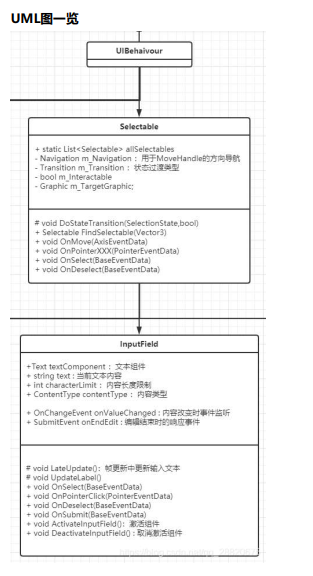 UML图一览
UIBehaivour
Selectable
+ static List<Selectable> allSelectables
- Navigation m_Navigation ：用于MoveHandle的方向导航
- Transition m_Transition ：状态过渡类型
- bool m_Interactable
- Graphic m_TargetGraphic;
# void DoStateTransition(SelectionState,bool)
+ Selectable FindSelectable(Vector3)
+ void OnMove(AxisEventData)
+ void OnPointerXXX(PointerEventData)
+ void OnSelect(BaseEventData)
+ void OnDeselect(BaseEventData)
InputField
+Text textComponent ：文本组件
+ string text : 当前文本内容
+ int characterLimit ：内容长度限制
+ ContentType contentType ：内容类型
+ OnChangeEvent onValueChanged : 内容改变时事件监听
+ SubmitEvent onEndEdit : 编辑结束时的响应事件
# void LateUpdate()：帧更新中更新输入文本
# void UpdateLabel()
+ void OnSelect(BaseEventData)
+ void OnPointerClick(PointerEventData)
+ void OnDeselect(BaseEventData)
+ void OnSubmit(BaseEventData)
+ void ActivateInputField()：激活组件
+ void DeactivateInputField() : 取消激活组件